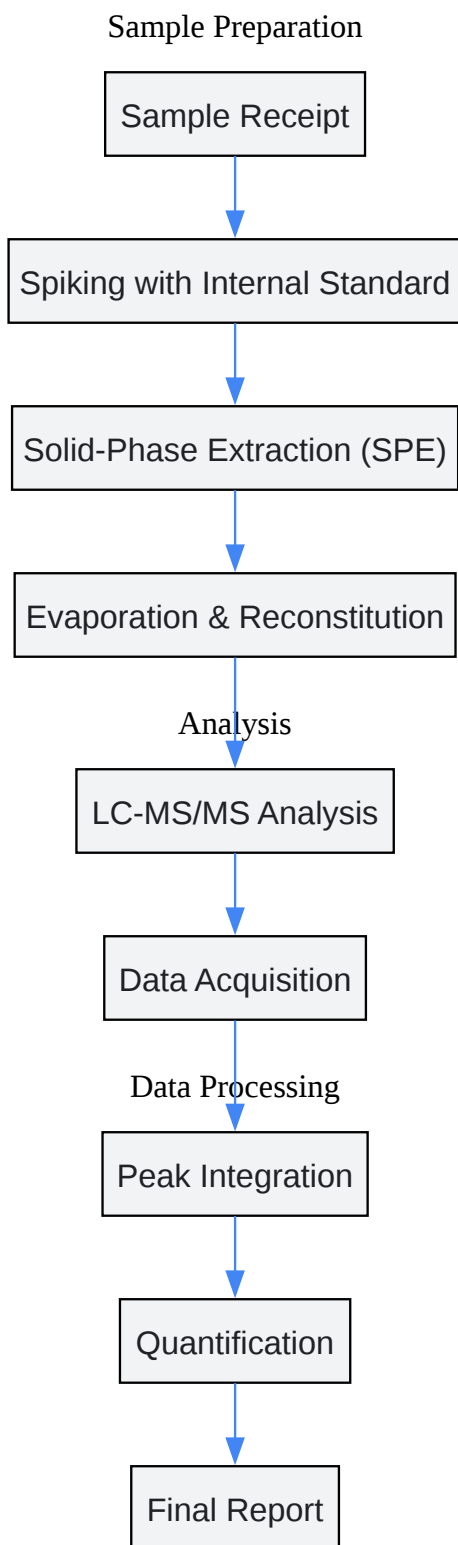 Sample Preparation
Sample Receipt
Spiking with Internal Standard
Solid-Phase Extraction (SPE)
Evaporation & Reconstitution
Analysis
LC-MS/MS Analysis
Data Acquisition
Data Processing
Peak Integration
Quantification
Final Report